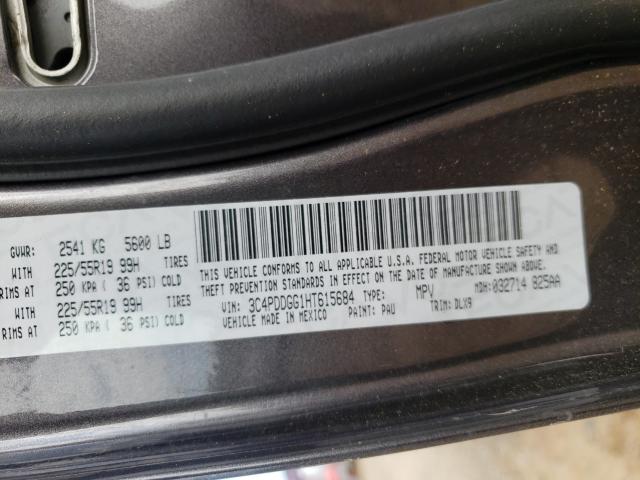 GVWR: 2541 KG 5600 LB
WITH 225/55R19 99H TIRES
RIMS AT 250 KPA ( 36 PSI) COLD
WITH 225/55R19 99H TIRES
RIMS AT 250 KPA ( 36 PSI) COLD
THIS VEHICLE CONFORMS TO ALL APPLICABLE U.S.A. FEDERAL MOTOR VEHICLE SAFETY AND
THEFT PREVENTION STANDARDS IN EFFECT ON THE DATE OF MANUFACTURE SHOWN ABOVE.
VIN: 3C4PDDGG1HT615684 TYPE: MPV MDH: 032714 825AA
VEHICLE MADE IN MEXICO PAINT: PAU TRIM: DLX9